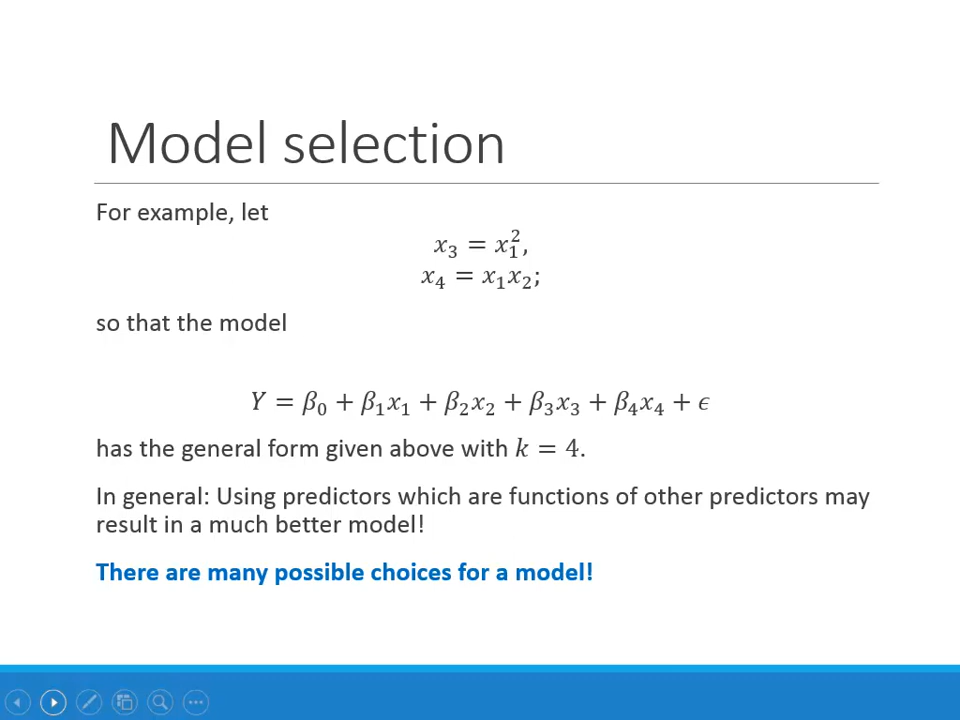 Model selection
For example, let
𝑥₃ = 𝑥₁²,
𝑥₄ = 𝑥₁𝑥₂;
so that the model
𝑌 = 𝛽₀ + 𝛽₁𝑥₁ + 𝛽₂𝑥₂ + 𝛽₃𝑥₃ + 𝛽₄𝑥₄ + 𝜖
has the general form given above with 𝑘 = 4.
In general: Using predictors which are functions of other predictors may
result in a much better model!
There are many possible choices for a model!